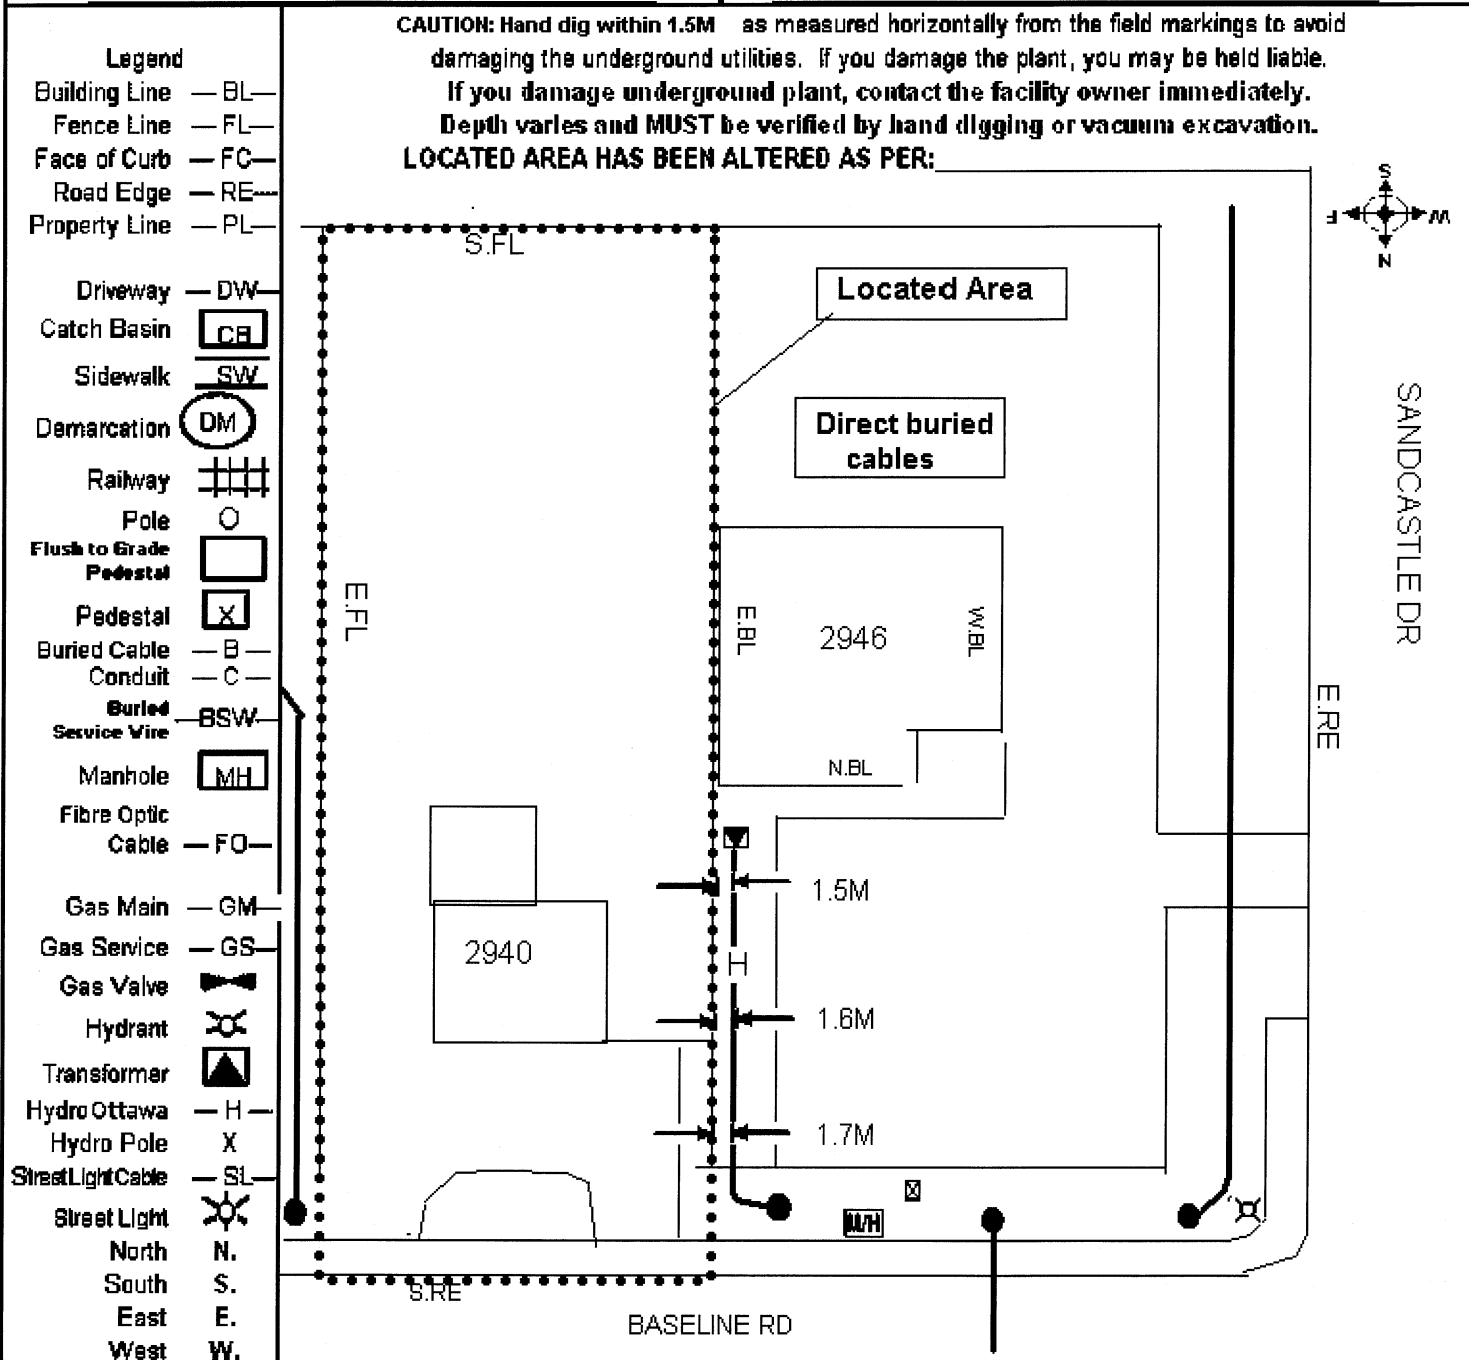 CAUTION: Hand dig within 1.5M as measured horizontally from the field markings to avoid
damaging the underground utilities. If you damage the plant, you may be held liable.
If you damage underground plant, contact the facility owner immediately.
Depth varies and MUST be verified by hand digging or vacuum excavation.
LOCATED AREA HAS BEEN ALTERED AS PER:
Legend
Building Line BL
Fence Line FL
Face of Curb FC
Road Edge RE
Property Line PL
Driveway DW
Catch Basin CB
Sidewalk SW
Demarcation DM
Railway
Pole
Flush to Grade
Pedestal
Pedestal X
Buried Cable B
Conduit C
Buried
Service Wire BSW
Manhole MH
Fibre Optic
Cable FO
Gas Main GM
Gas Service GS
Gas Valve
Hydrant
Transformer
Hydro Ottawa H
Hydro Pole X
StreetLightCable SL
Street Light
North N.
South S.
East E.
West W.
S
E W
N
S.FL
Located Area
Direct buried
cables
SANDCASTLE DR
E.FL
E.BL
2946
W.BL
E.RE
N.BL
1.5M
2940
H
1.6M
1.7M
X
M/H
S.RE
BASELINE RD